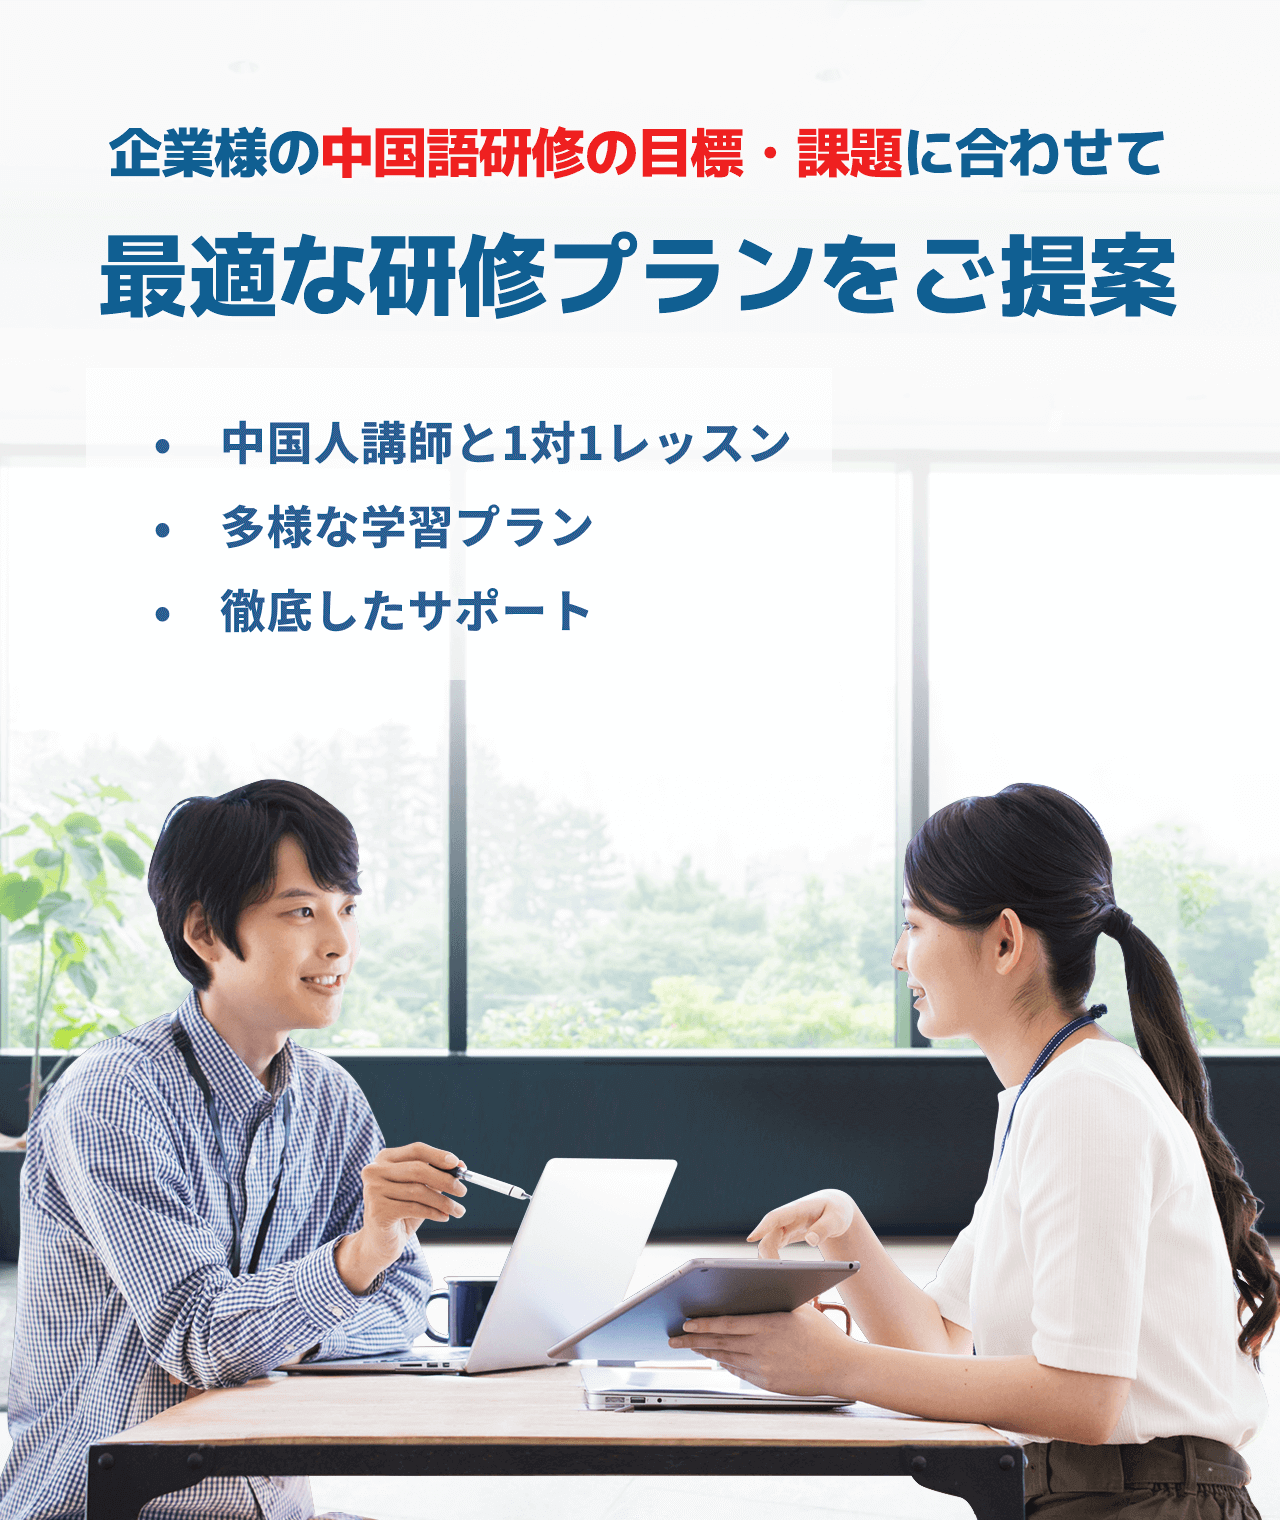 企業様の中国語研修の目標・課題に合わせて
最適な研修プランをご提案
• 中国人講師と1対1レッスン
• 多様な学習プラン
• 徹底したサポート